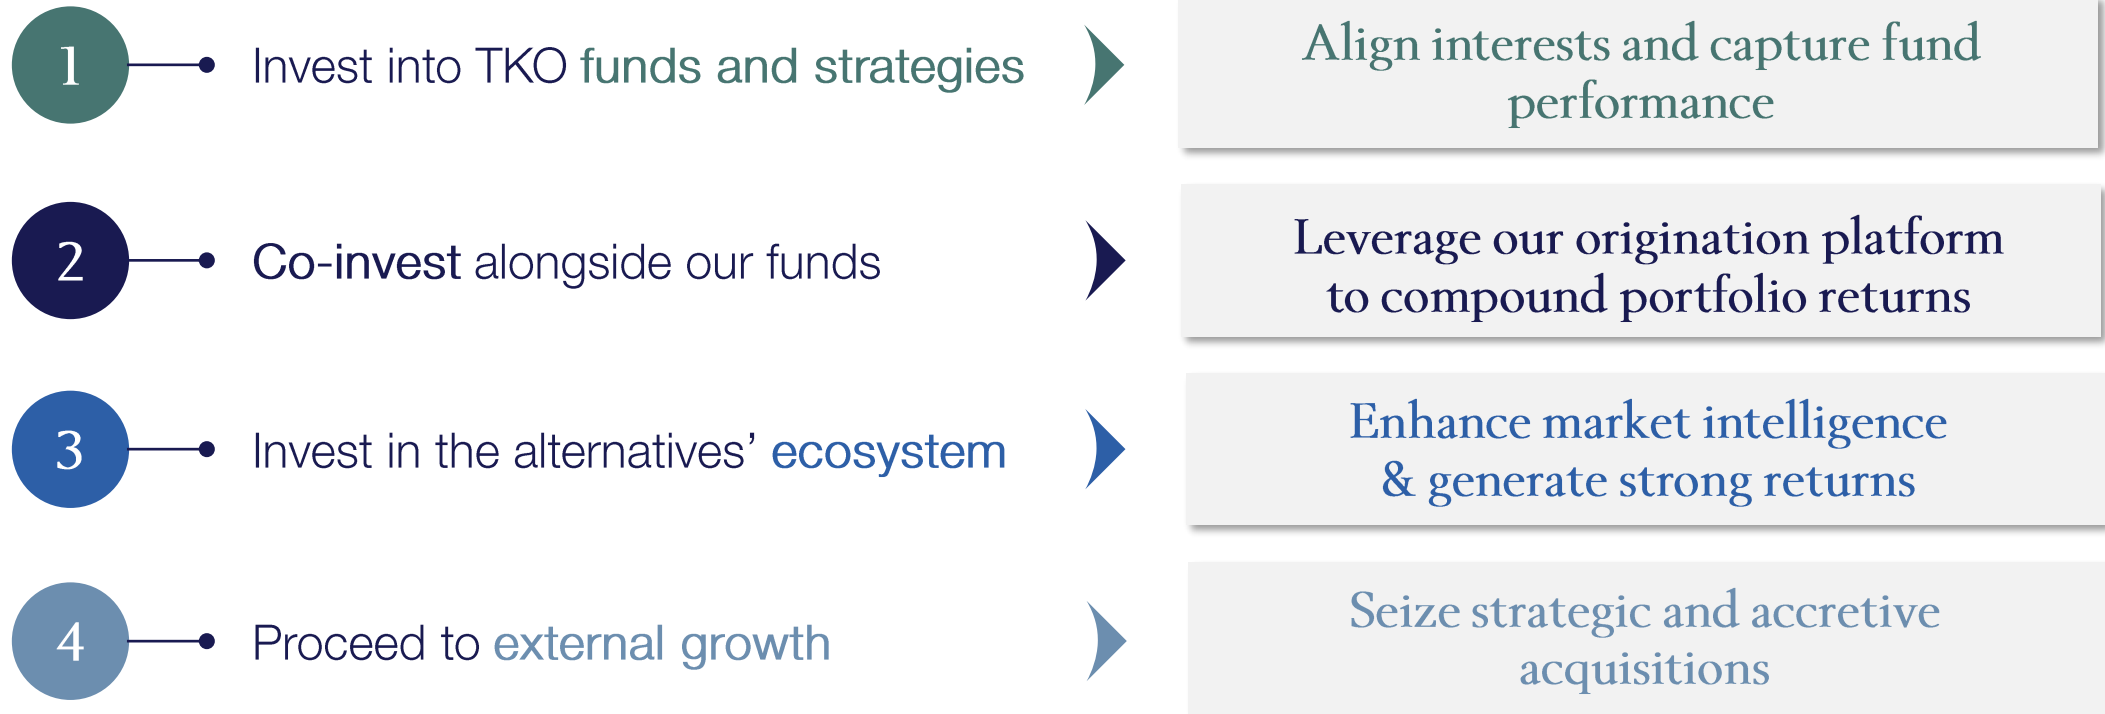 1
Invest into TKO funds and strategies
Align interests and capture fund
performance
2
Co-invest alongside our funds
Leverage our origination platform
to compound portfolio returns
3
Invest in the alternatives’ ecosystem
Enhance market intelligence
& generate strong returns
4
Proceed to external growth
Seize strategic and accretive
acquisitions